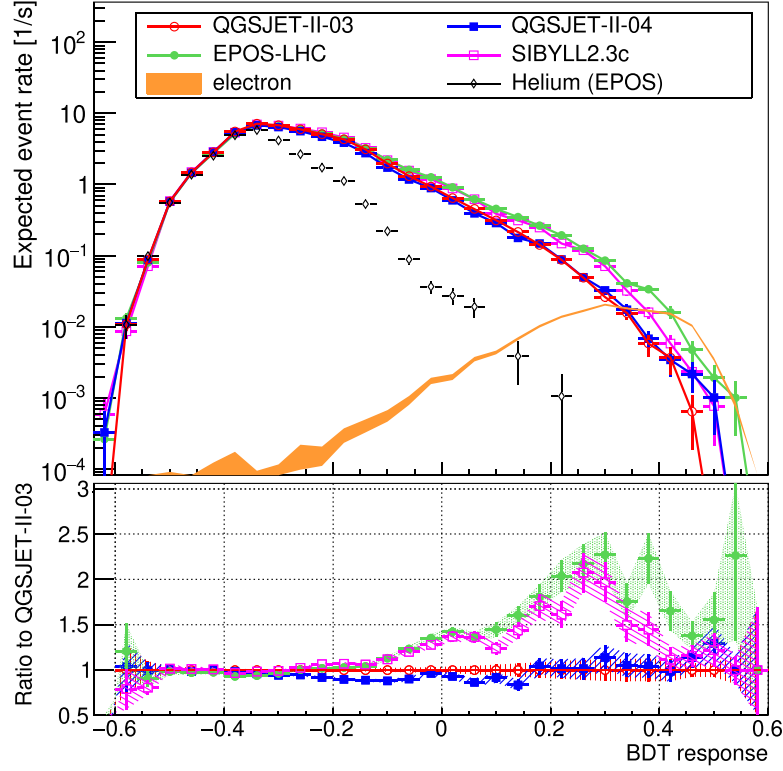 QGSJET-II-03
QGSJET-II-04
EPOS-LHC
SIBYLL2.3c
electron
Helium (EPOS)
Expected event rate [1/s]
10²
10
1
10⁻¹
10⁻²
10⁻³
10⁻⁴
Ratio to QGSJET-II-03
3
2.5
2
1.5
1
0.5
−0.6 −0.4 −0.2 0 0.2 0.4 0.6
BDT response